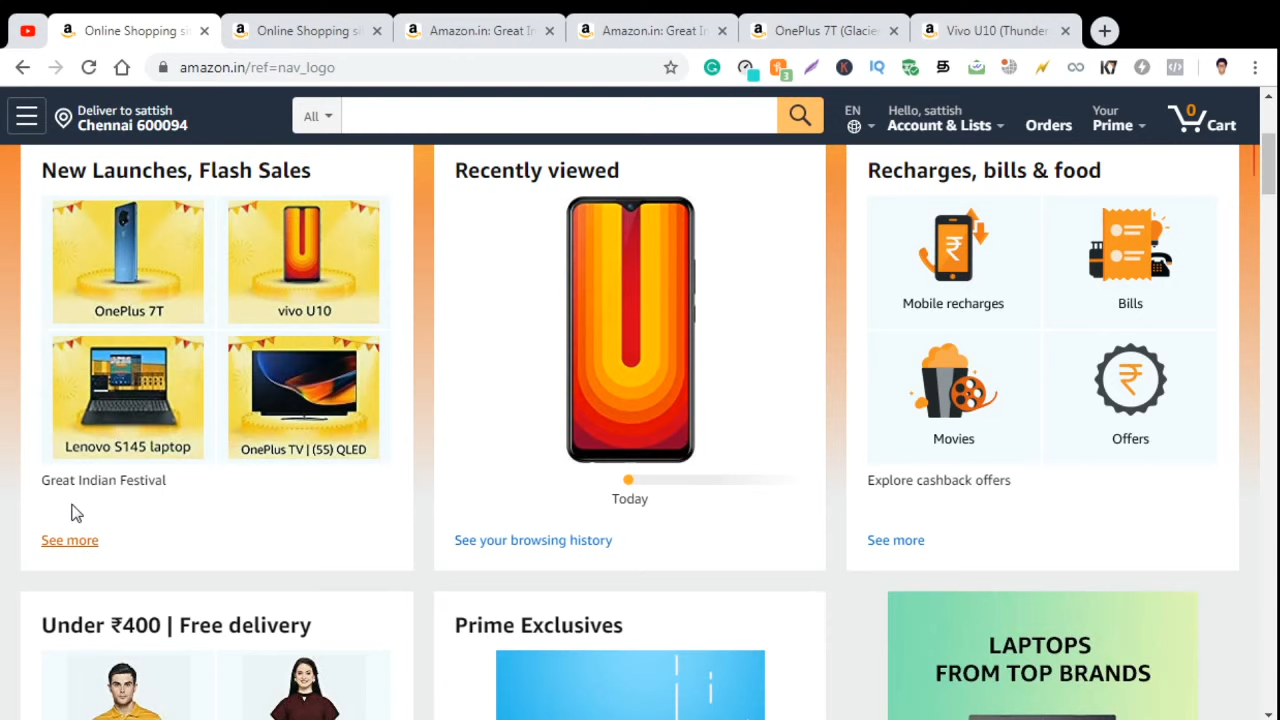 Online Shopping si
Online Shopping si
Amazon.in: Great In
Amazon.in: Great In
OnePlus 7T (Glacie
Vivo U10 (Thunder
amazon.in/ref=nav_logo
3
Deliver to sattish
Chennai 600094
All
EN
Hello, sattish
Account & Lists
Orders
Your
Prime
0
Cart
New Launches, Flash Sales
OnePlus 7T
vivo U10
Lenovo S145 laptop
OnePlus TV | (55) QLED
Great Indian Festival
See more
Recently viewed
Today
See your browsing history
Recharges, bills & food
Mobile recharges
Bills
Movies
Offers
Explore cashback offers
See more
Under ₹400 | Free delivery
Prime Exclusives
LAPTOPS
FROM TOP BRANDS